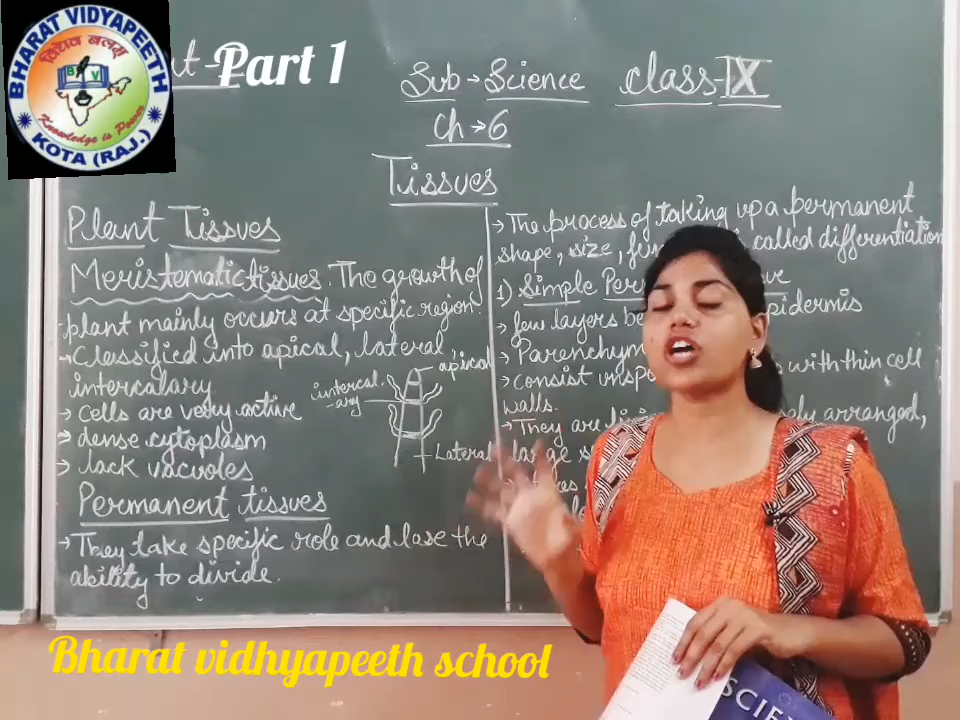 BHARAT VIDYAPEETH
KOTA (RAJ.)
B V
Knowledge is Power
Part 1
Sub → Science
Class-IX
Ch → 6
Tissues
Plant Tissues
Meristematic tissues. The growth of
plant mainly occurs at specific region.
→ Classified into apical, lateral,
intercalary
→ cells are very active
→ dense cytoplasm
→ lack vacuoles
apical
intercal-
-ary
Lateral
Permanent tissues
→ They take specific role and lose the
ability to divide.
→ The process of taking up a permanent
shape, size, called differentiation
1) Simple
→ few layers epidermis
→ Parenchym
→ consist with thin cell
walls.
→ They are arranged,
large
SCIE
Bharat vidhyapeeth school